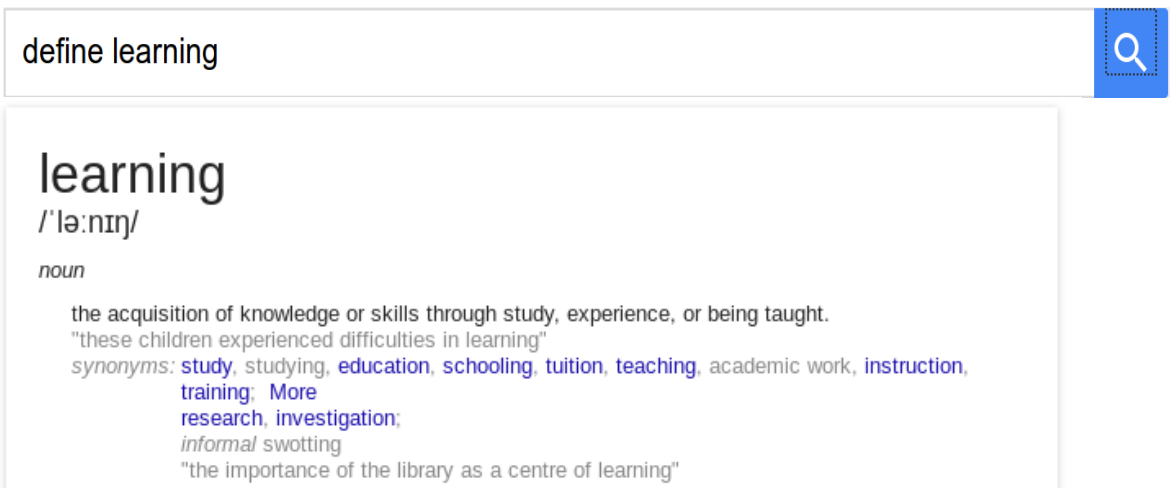 define learning
learning
/ˈləːnɪŋ/
noun
the acquisition of knowledge or skills through study, experience, or being taught.
"these children experienced difficulties in learning"
synonyms: study, studying, education, schooling, tuition, teaching, academic work, instruction,
training; More
research, investigation;
informal swotting
"the importance of the library as a centre of learning"